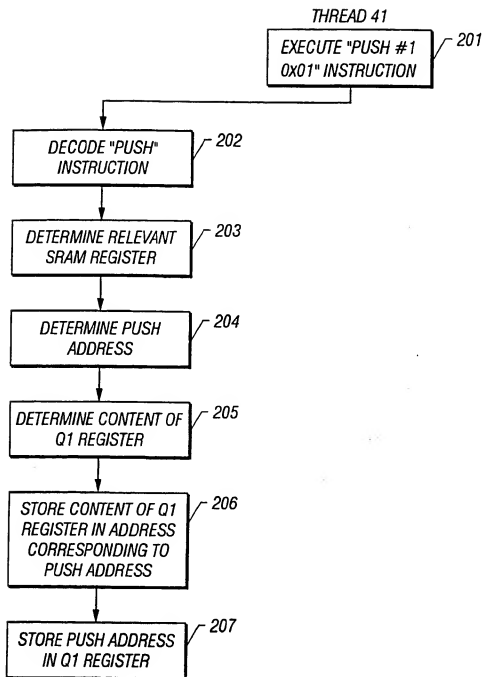 THREAD 41
EXECUTE "PUSH #1
0x01" INSTRUCTION
201
DECODE "PUSH"
INSTRUCTION
202
DETERMINE RELEVANT
SRAM REGISTER
203
DETERMINE PUSH
ADDRESS
204
DETERMINE CONTENT OF
Q1 REGISTER
205
STORE CONTENT OF Q1
REGISTER IN ADDRESS
CORRESPONDING TO
PUSH ADDRESS
206
STORE PUSH ADDRESS
IN Q1 REGISTER
207